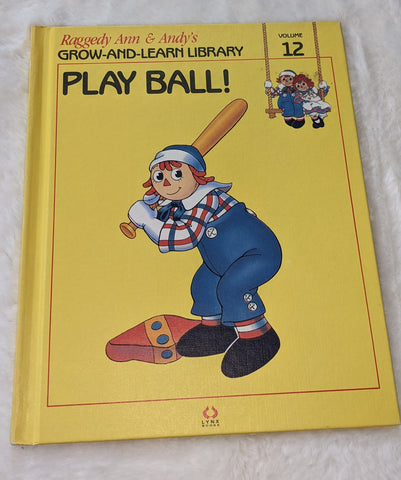 Raggedy Ann & Andy's
GROW-AND-LEARN LIBRARY
VOLUME
12
PLAY BALL!
LYNX
BOOKS